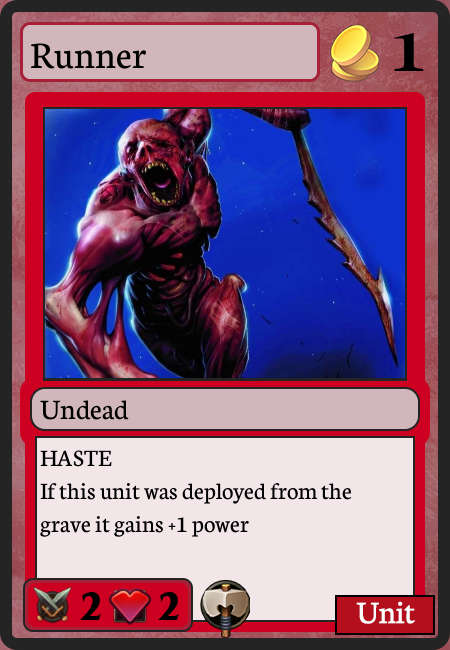 Runner
1
Undead
HASTE
If this unit was deployed from the
grave it gains +1 power
2 2
Unit